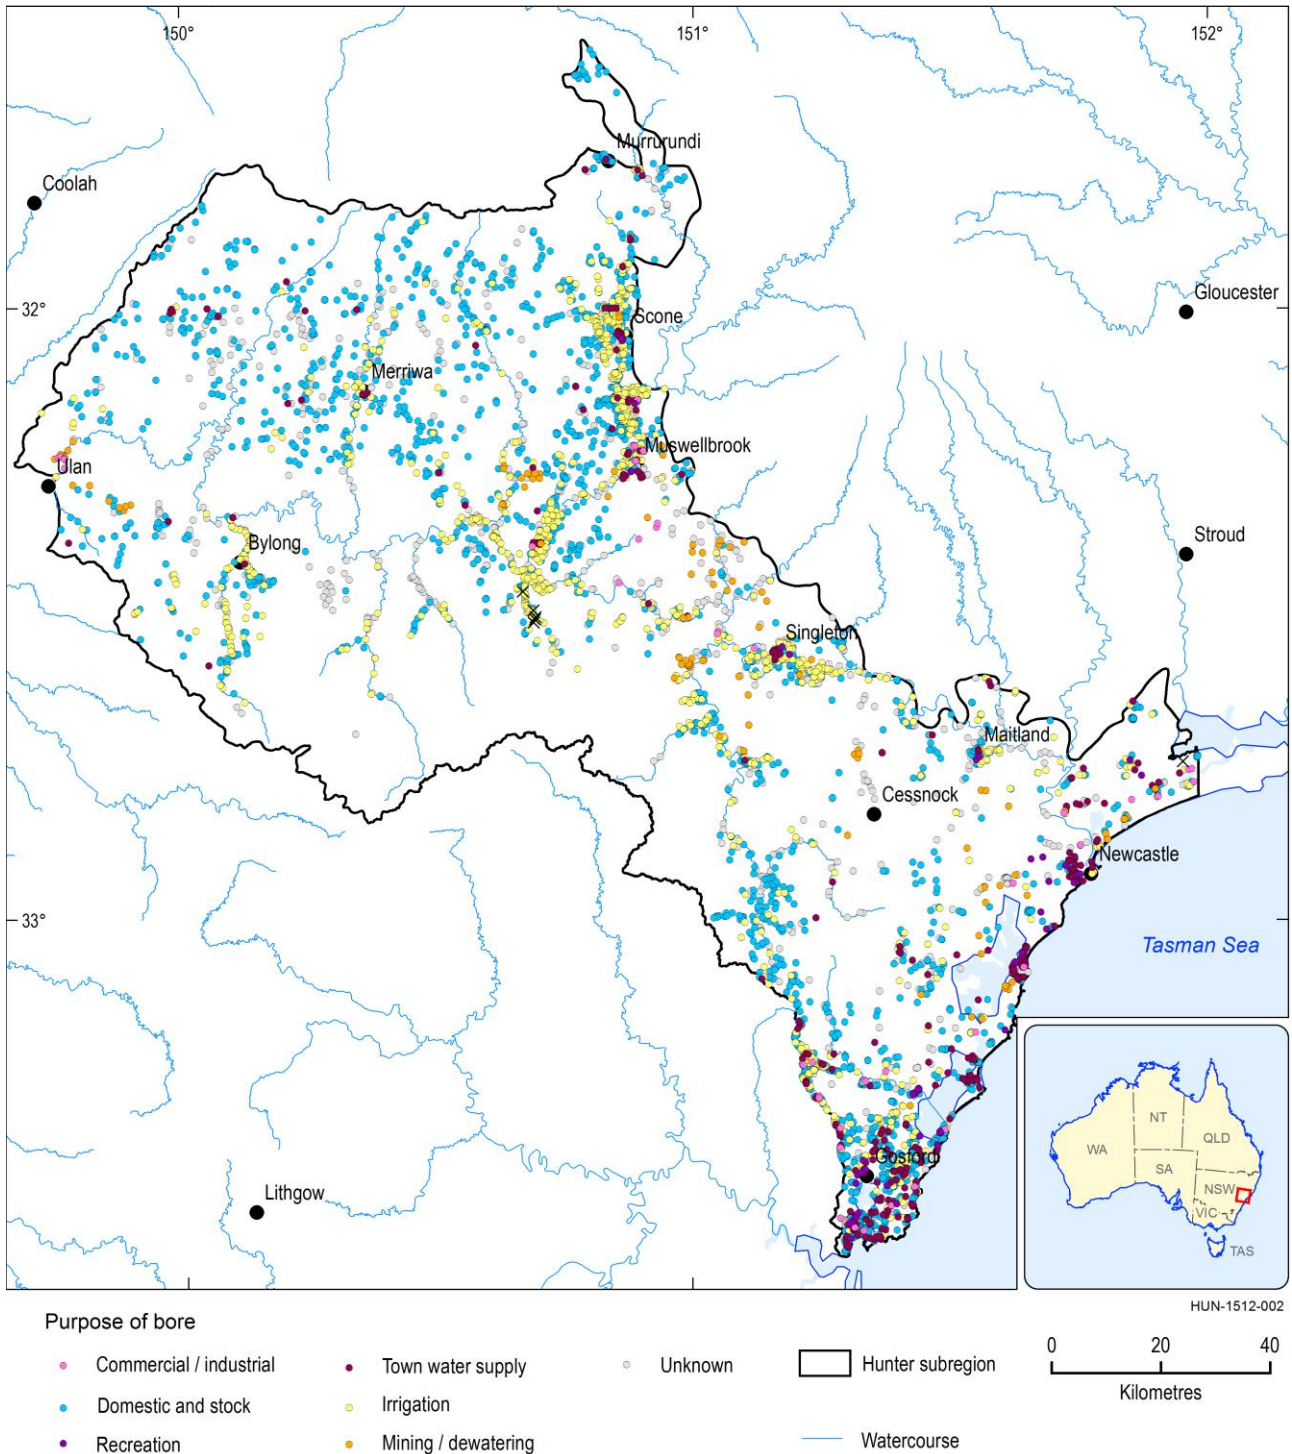 150°
151°
152°
Murrurundi
Coolah
Gloucester
32°
Scone
Merriwa
Muswellbrook
Ulan
Stroud
Bylong
Singleton
Maitland
Cessnock
Newcastle
33°
Tasman Sea
Gosford
Lithgow
NT
WA
QLD
SA
NSW
VIC
TAS
HUN-1512-002
Purpose of bore
Commercial / industrial
Town water supply
Unknown
Hunter subregion
0 20 40
Kilometres
Domestic and stock
Irrigation
Recreation
Mining / dewatering
Watercourse